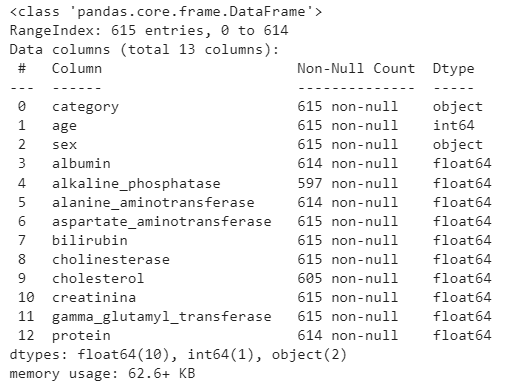 <class 'pandas.core.frame.DataFrame'>
RangeIndex: 615 entries, 0 to 614
Data columns (total 13 columns):
 #   Column                      Non-Null Count  Dtype
---  ------                      --------------  -----
 0   category                    615 non-null    object
 1   age                         615 non-null    int64
 2   sex                         615 non-null    object
 3   albumin                     614 non-null    float64
 4   alkaline_phosphatase        597 non-null    float64
 5   alanine_aminotransferase    614 non-null    float64
 6   aspartate_aminotransferase  615 non-null    float64
 7   bilirubin                   615 non-null    float64
 8   cholinesterase              615 non-null    float64
 9   cholesterol                 605 non-null    float64
 10  creatinina                  615 non-null    float64
 11  gamma_glutamyl_transferase  615 non-null    float64
 12  protein                     614 non-null    float64
dtypes: float64(10), int64(1), object(2)
memory usage: 62.6+ KB